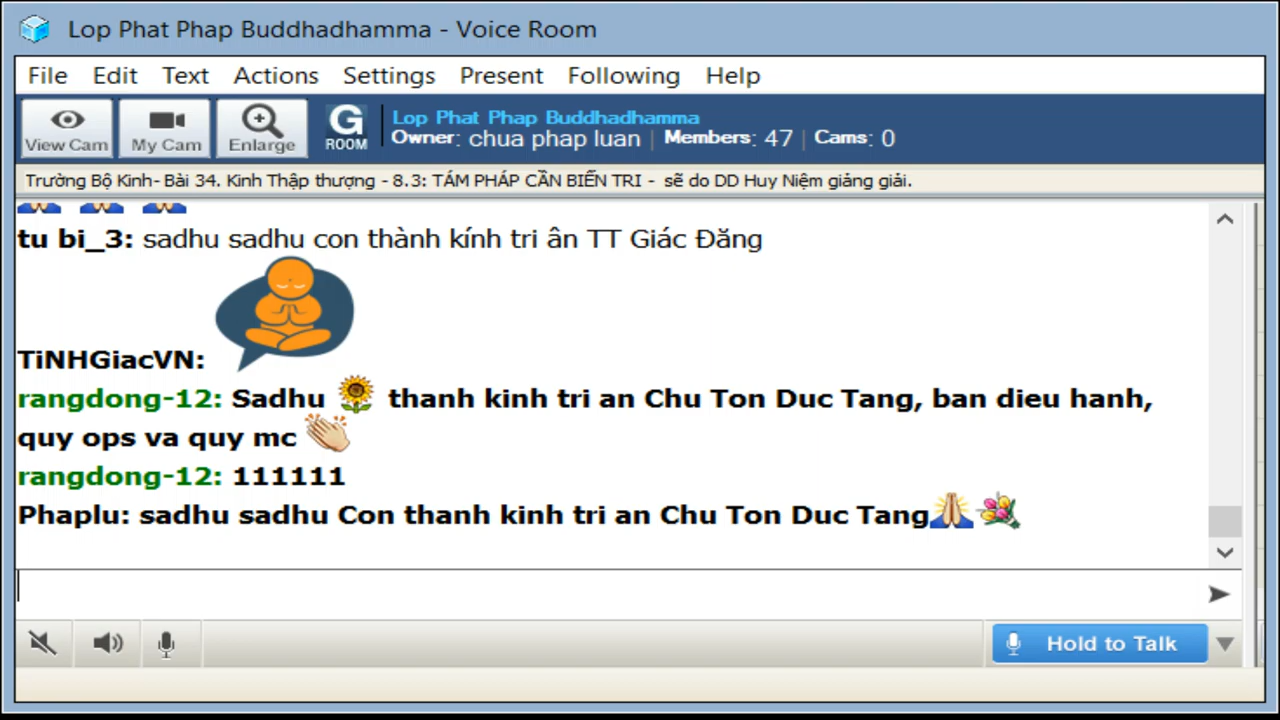 Lop Phat Phap Buddhadhamma - Voice Room
File Edit Text Actions Settings Present Following Help
View Cam My Cam Enlarge G ROOM
Lop Phat Phap Buddhadhamma
Owner: chua phap luan | Members: 47 | Cams: 0
Trường Bộ Kinh- Bài 34. Kinh Thập thượng - 8.3: TÁM PHÁP CẦN BIẾN TRI - sẽ do DD Huy Niệm giảng giải.
tu bi_3: sadhu sadhu con thành kính tri ân TT Giác Đăng
TiNHGiacVN:
rangdong-12: Sadhu thanh kinh tri an Chu Ton Duc Tang, ban dieu hanh,
quy ops va quy mc
rangdong-12: 111111
Phaplu: sadhu sadhu Con thanh kinh tri an Chu Ton Duc Tang
Hold to Talk